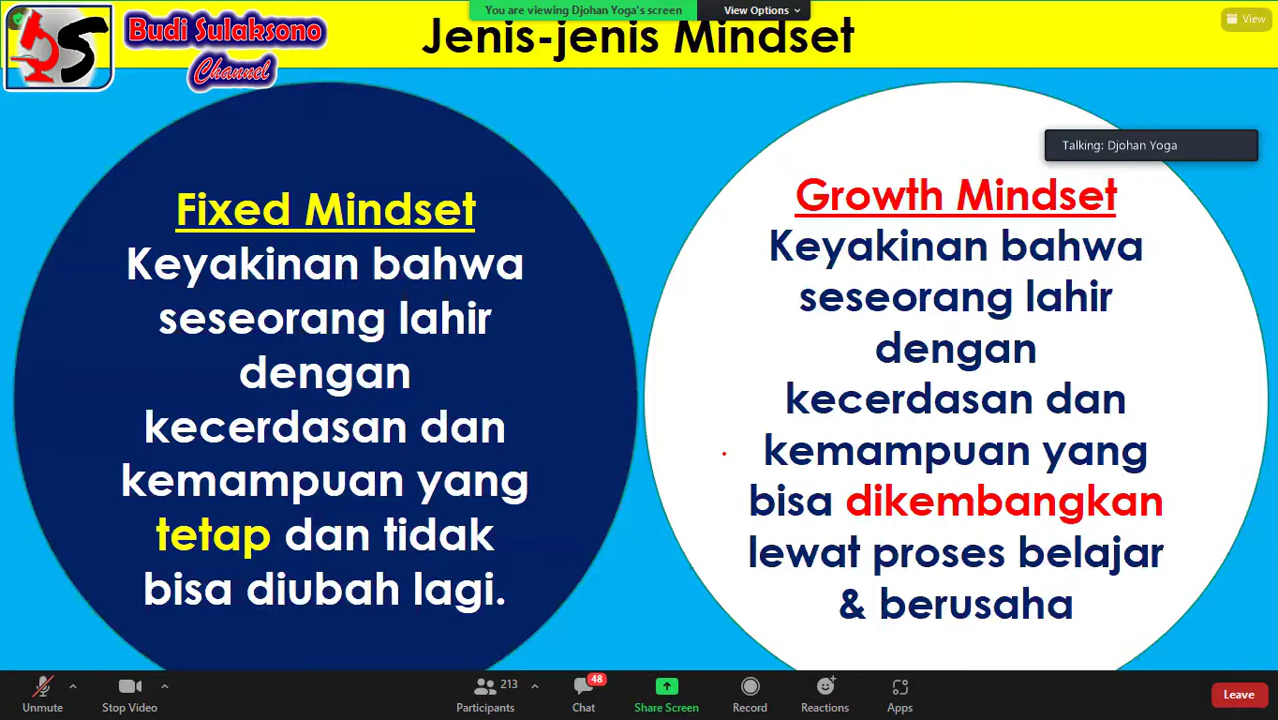 You are viewing Djohan Yoga's screen
View Options
View
S
Budi Sulaksono
Channel
Jenis-jenis Mindset
Talking: Djohan Yoga
Fixed Mindset
Keyakinan bahwa
seseorang lahir
dengan
kecerdasan dan
kemampuan yang
tetap dan tidak
bisa diubah lagi.
Growth Mindset
Keyakinan bahwa
seseorang lahir
dengan
kecerdasan dan
kemampuan yang
bisa dikembangkan
lewat proses belajar
& berusaha
Unmute
Stop Video
213
Participants
48
Chat
Share Screen
Record
Reactions
Apps
Leave